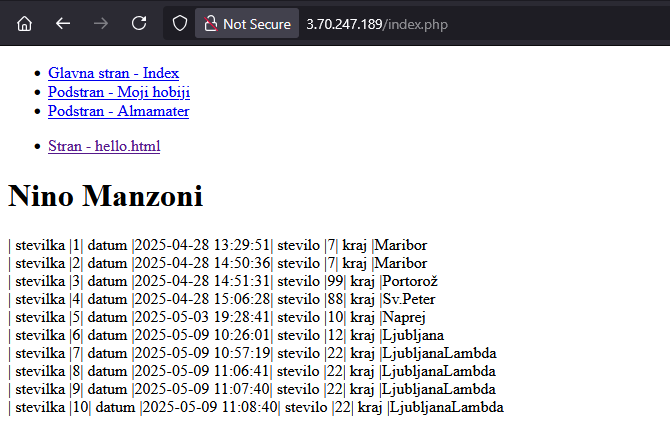 Not Secure 3.70.247.189/index.php
Glavna stran - Index
Podstran - Moji hobiji
Podstran - Almamater
Stran - hello.html
Nino Manzoni
| stevilka |1| datum |2025-04-28 13:29:51| stevilo |7| kraj |Maribor
| stevilka |2| datum |2025-04-28 14:50:36| stevilo |7| kraj |Maribor
| stevilka |3| datum |2025-04-28 14:51:31| stevilo |99| kraj |Portorož
| stevilka |4| datum |2025-04-28 15:06:28| stevilo |88| kraj |Sv.Peter
| stevilka |5| datum |2025-05-03 19:28:41| stevilo |10| kraj |Naprej
| stevilka |6| datum |2025-05-09 10:26:01| stevilo |12| kraj |Ljubljana
| stevilka |7| datum |2025-05-09 10:57:19| stevilo |22| kraj |LjubljanaLambda
| stevilka |8| datum |2025-05-09 11:06:41| stevilo |22| kraj |LjubljanaLambda
| stevilka |9| datum |2025-05-09 11:07:40| stevilo |22| kraj |LjubljanaLambda
| stevilka |10| datum |2025-05-09 11:08:40| stevilo |22| kraj |LjubljanaLambda